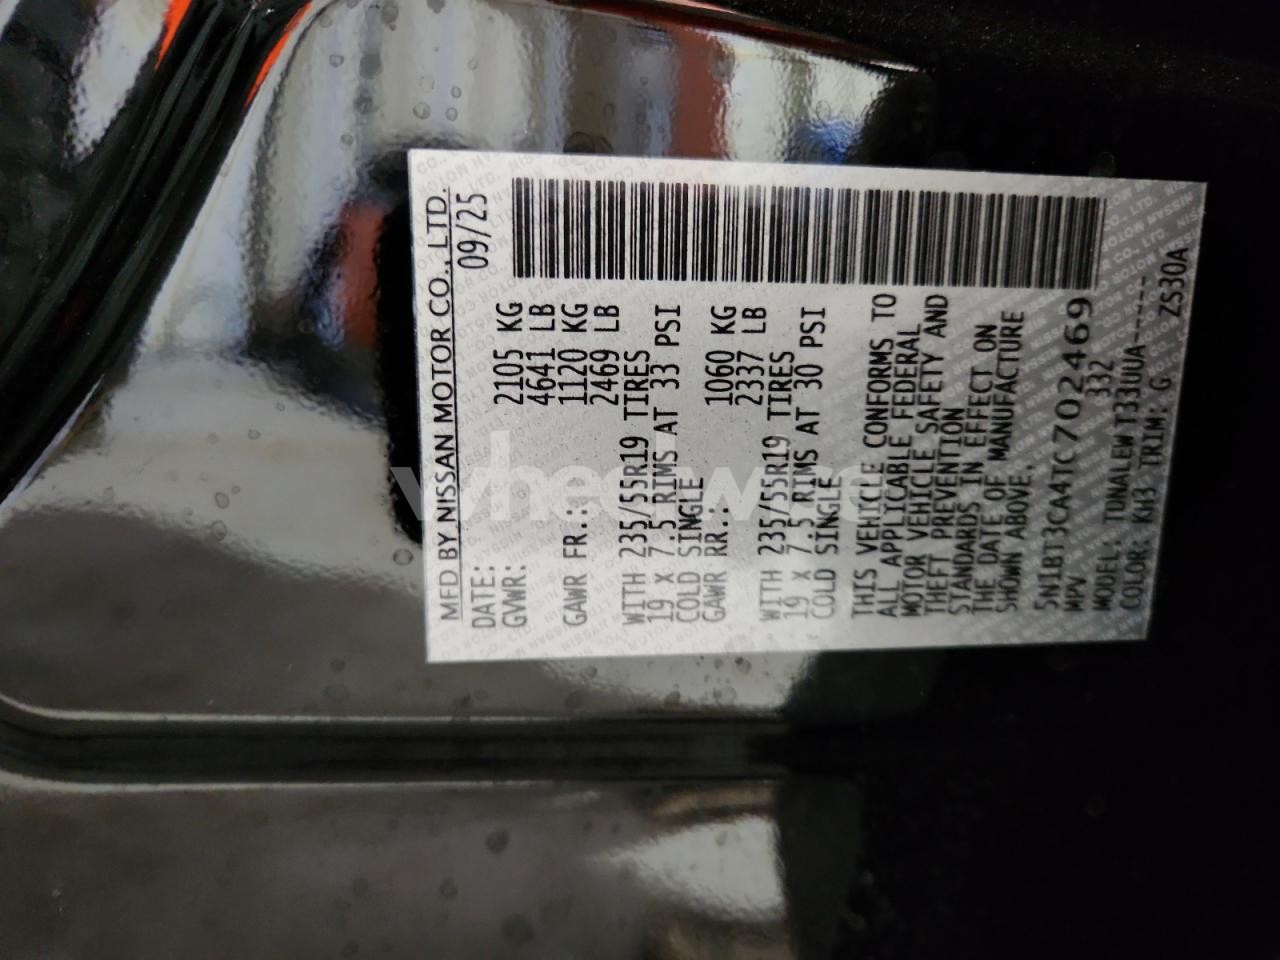 MFD BY NISSAN MOTOR CO., LTD.
DATE: 09/25
GVWR: 2105 KG
4641 LB
GAWR FR.: 1120 KG
2469 LB
WITH 235/55R19 TIRES
19 X 7.5 RIMS AT 33 PSI
COLD SINGLE
GAWR RR.: 1060 KG
2337 LB
WITH 235/55R19 TIRES
19 X 7.5 RIMS AT 30 PSI
COLD SINGLE
THIS VEHICLE CONFORMS TO
ALL APPLICABLE FEDERAL
MOTOR VEHICLE SAFETY AND
THEFT PREVENTION
STANDARDS IN EFFECT ON
THE DATE OF MANUFACTURE
SHOWN ABOVE.
5N1BT3CA4TC702469
MPV 332
MODEL: TUNALEWT33UUA-----
COLOR: KH3 TRIM: G ZS30A